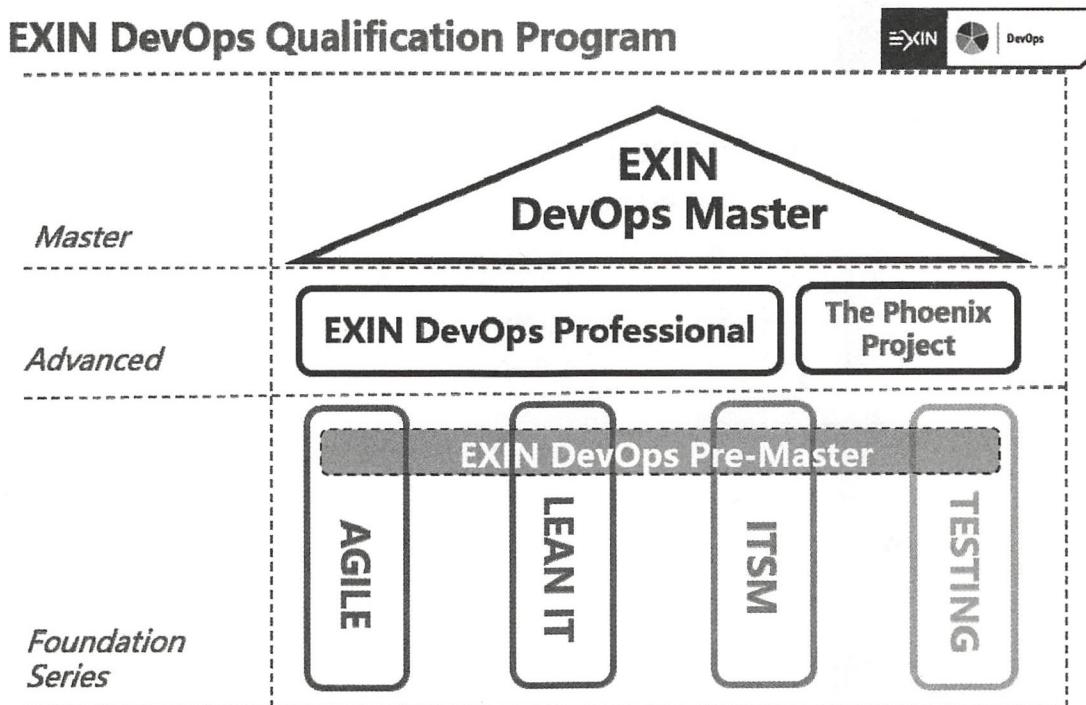 EXIN DevOps Qualification Program
EXIN
DevOps
Master
EXIN
DevOps Master
Advanced
EXIN DevOps Professional
The Phoenix
Project
Foundation
Series
EXIN DevOps Pre-Master
AGILE
LEAN IT
ITSM
TESTING